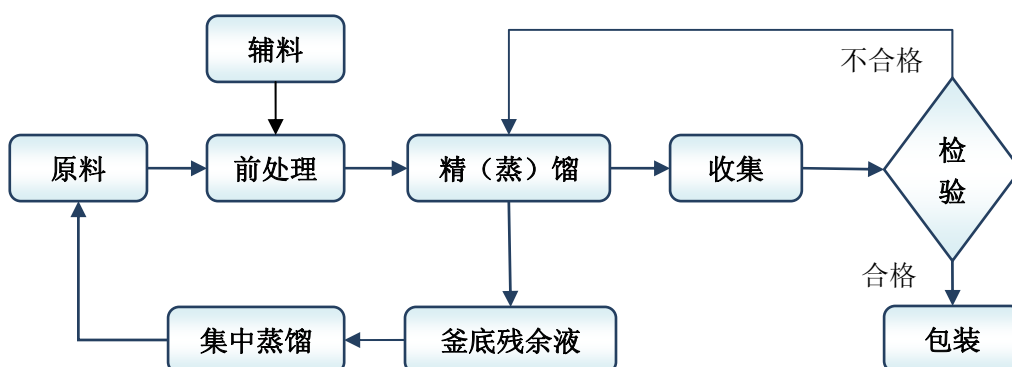 辅料
不合格
原料
前处理
精（蒸）馏
收集
检
验
合格
集中蒸馏
釜底残余液
包装